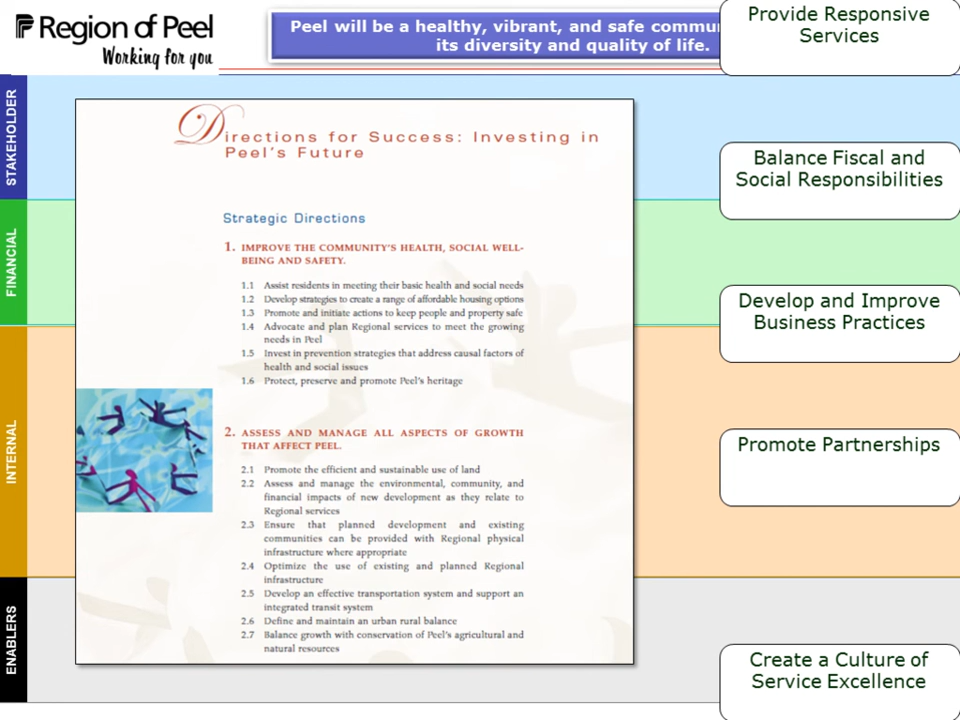 Region of Peel
Working for you
Peel will be a healthy, vibrant, and safe commu
its diversity and quality of life.
Provide Responsive
Services
STAKEHOLDER
FINANCIAL
INTERNAL
ENABLERS
Directions for Success: Investing in
Peel's Future
Strategic Directions
1. IMPROVE THE COMMUNITY'S HEALTH, SOCIAL WELL-
BEING AND SAFETY.
1.1 Assist residents in meeting their basic health and social needs
1.2 Develop strategies to create a range of affordable housing options
1.3 Promote and initiate actions to keep people and property safe
1.4 Advocate and plan Regional services to meet the growing
needs in Peel
1.5 Invest in prevention strategies that address causal factors of
health and social issues
1.6 Protect, preserve and promote Peel's heritage
2. ASSESS AND MANAGE ALL ASPECTS OF GROWTH
THAT AFFECT PEEL.
2.1 Promote the efficient and sustainable use of land
2.2 Assess and manage the environmental, community, and
financial impacts of new development as they relate to
Regional services
2.3 Ensure that planned development and existing
communities can be provided with Regional physical
infrastructure where appropriate
2.4 Optimize the use of existing and planned Regional
infrastructure
2.5 Develop an effective transportation system and support an
integrated transit system
2.6 Define and maintain an urban rural balance
2.7 Balance growth with conservation of Peel's agricultural and
natural resources
Balance Fiscal and
Social Responsibilities
Develop and Improve
Business Practices
Promote Partnerships
Create a Culture of
Service Excellence